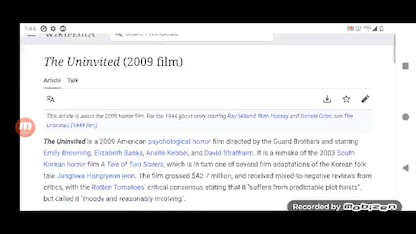 7:44
WIKIPEDIA
The Uninvited (2009 film)
Article Talk
This article is about the 2009 horror film. For the 1944 ghost story starring Ray Milland, Ruth Hussey and Donald Crisp, see The
Uninvited (1944 film).
The Uninvited is a 2009 American psychological horror film directed by the Guard Brothers and starring
Emily Browning, Elizabeth Banks, Arielle Kebbel, and David Strathairn. It is a remake of the 2003 South
Korean horror film A Tale of Two Sisters, which is in turn one of several film adaptations of the Korean folk
tale Janghwa Hongryeon jeon. The film grossed $42.7 million, and received mixed-to-negative reviews from
critics, with the Rotten Tomatoes' critical consensus stating that it "suffers from predictable plot twists",
but called it "moody and reasonably involving".
Recorded by mobizen